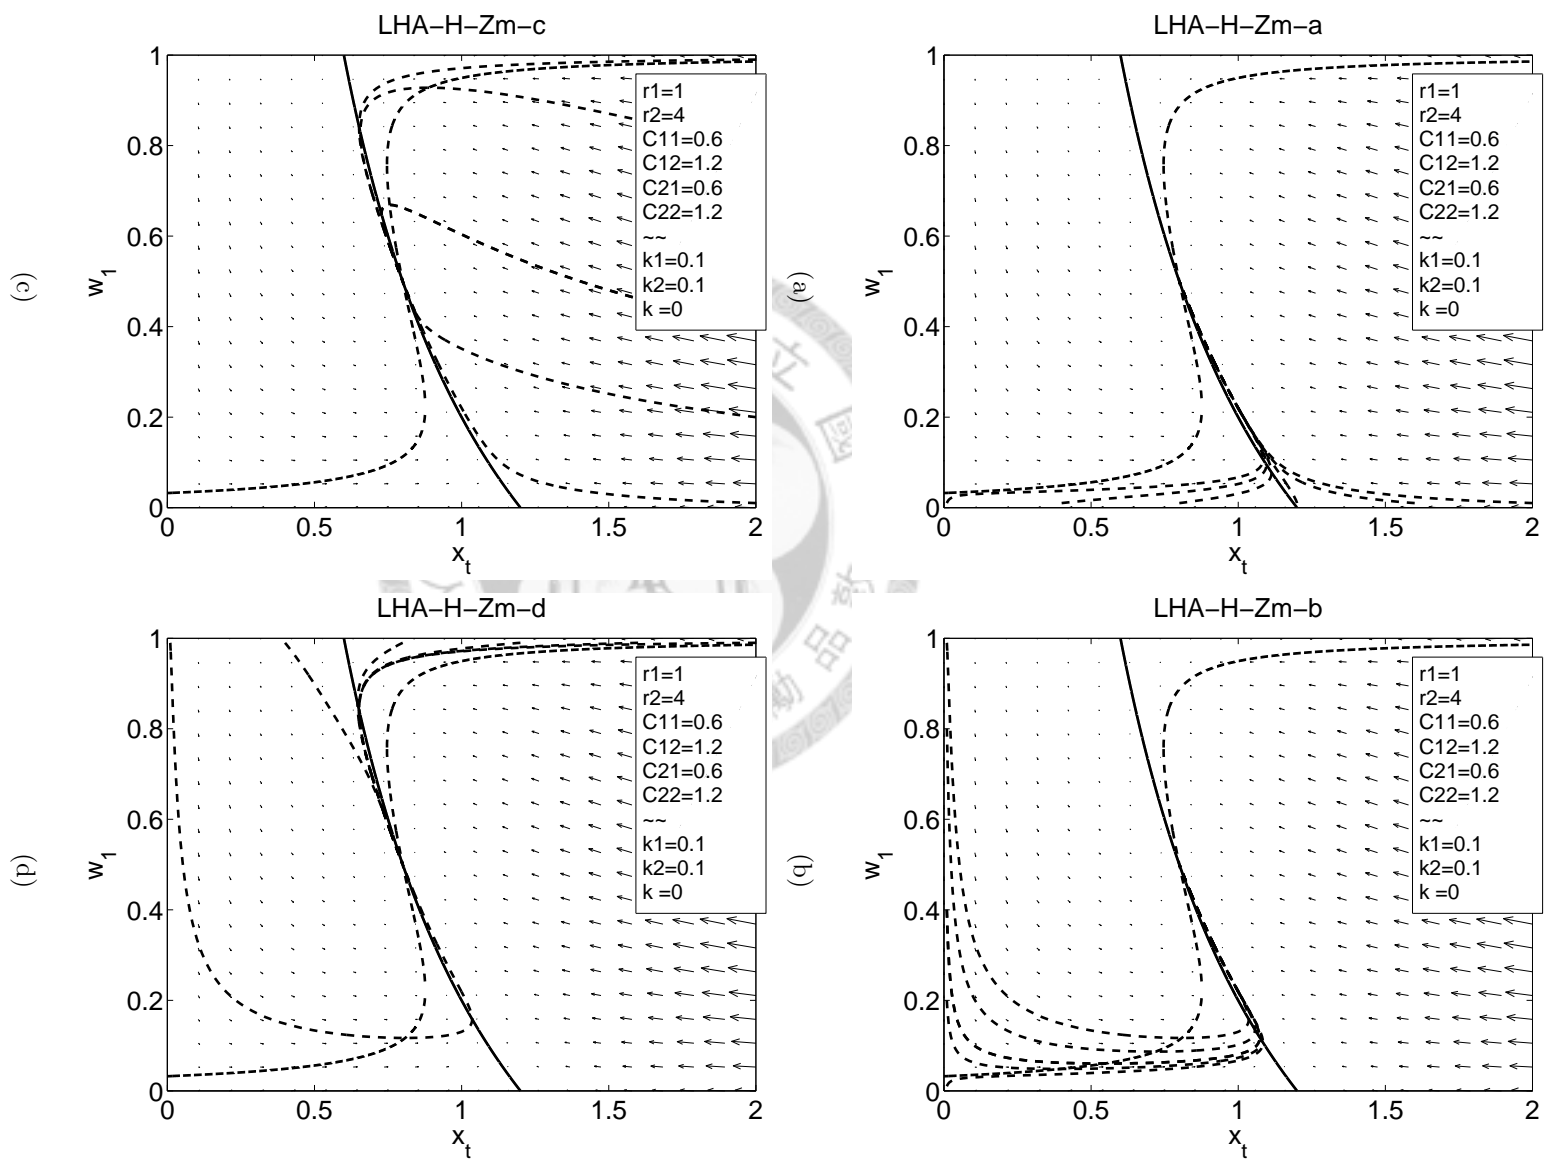 LHA−H−Zm−c
1
0.8
0.6
0.4
0.2
0
0
0.5
1
1.5
2
w1
xt
r1=1
r2=4
C11=0.6
C12=1.2
C21=0.6
C22=1.2
~~
k1=0.1
k2=0.1
k =0
(c)
LHA−H−Zm−a
1
0.8
0.6
0.4
0.2
0
0
0.5
1
1.5
2
w1
xt
r1=1
r2=4
C11=0.6
C12=1.2
C21=0.6
C22=1.2
~~
k1=0.1
k2=0.1
k =0
(a)
LHA−H−Zm−d
1
0.8
0.6
0.4
0.2
0
0
0.5
1
1.5
2
w1
xt
r1=1
r2=4
C11=0.6
C12=1.2
C21=0.6
C22=1.2
~~
k1=0.1
k2=0.1
k =0
(d)
LHA−H−Zm−b
1
0.8
0.6
0.4
0.2
0
0
0.5
1
1.5
2
w1
xt
r1=1
r2=4
C11=0.6
C12=1.2
C21=0.6
C22=1.2
~~
k1=0.1
k2=0.1
k =0
(b)
立
國
品
勵